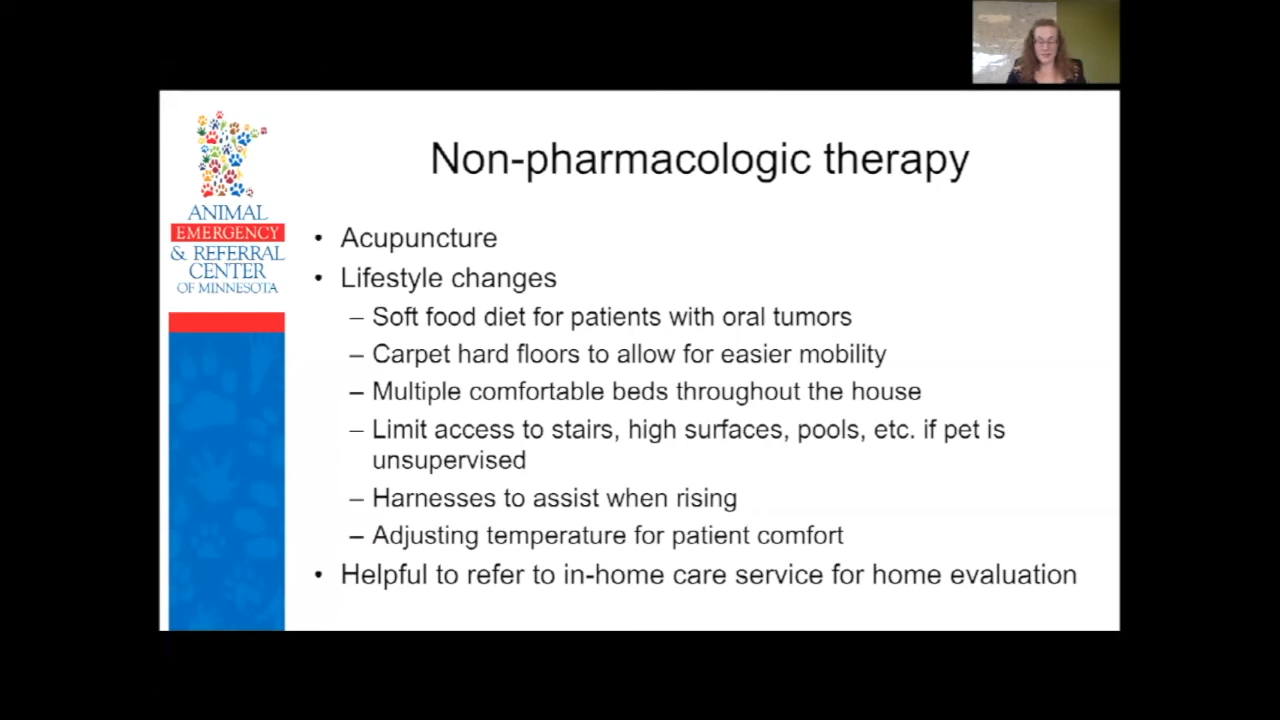 Non-pharmacologic therapy
ANIMAL
EMERGENCY
& REFERRAL
CENTER
OF MINNESOTA
• Acupuncture
• Lifestyle changes
– Soft food diet for patients with oral tumors
– Carpet hard floors to allow for easier mobility
– Multiple comfortable beds throughout the house
– Limit access to stairs, high surfaces, pools, etc. if pet is
unsupervised
– Harnesses to assist when rising
– Adjusting temperature for patient comfort
• Helpful to refer to in-home care service for home evaluation